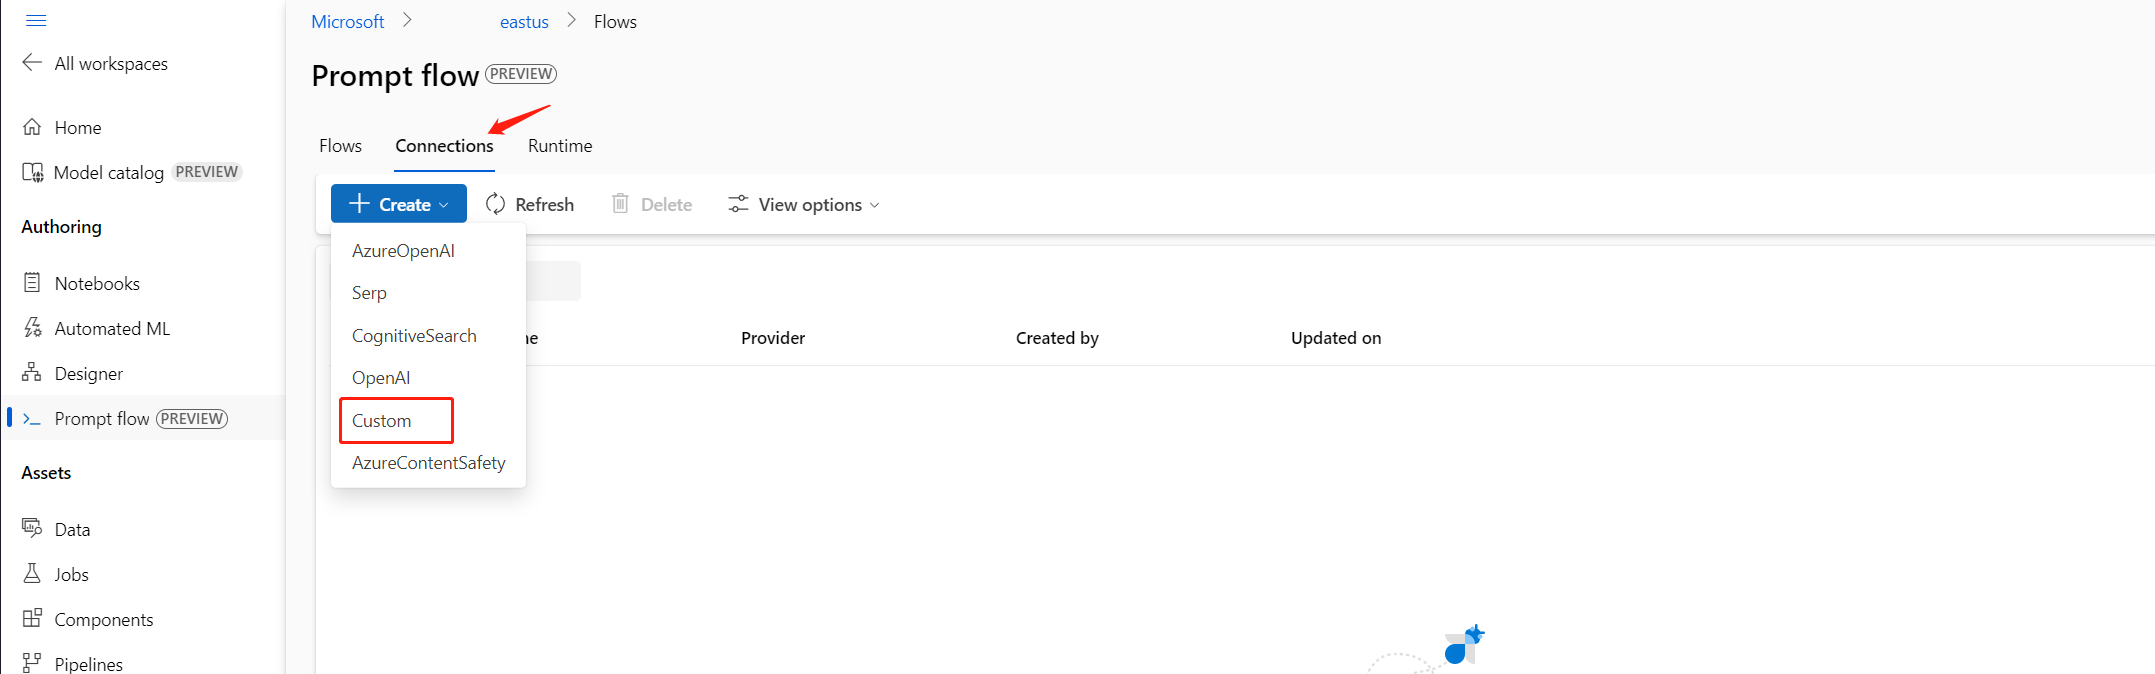 Microsoft > eastus > Flows
All workspaces
Home
Model catalog PREVIEW
Authoring
Notebooks
Automated ML
Designer
Prompt flow PREVIEW
Assets
Data
Jobs
Components
Pipelines
Prompt flow PREVIEW
Flows Connections Runtime
Create Refresh Delete View options
AzureOpenAI
Serp
CognitiveSearch
OpenAI
Custom
AzureContentSafety
Provider Created by Updated on